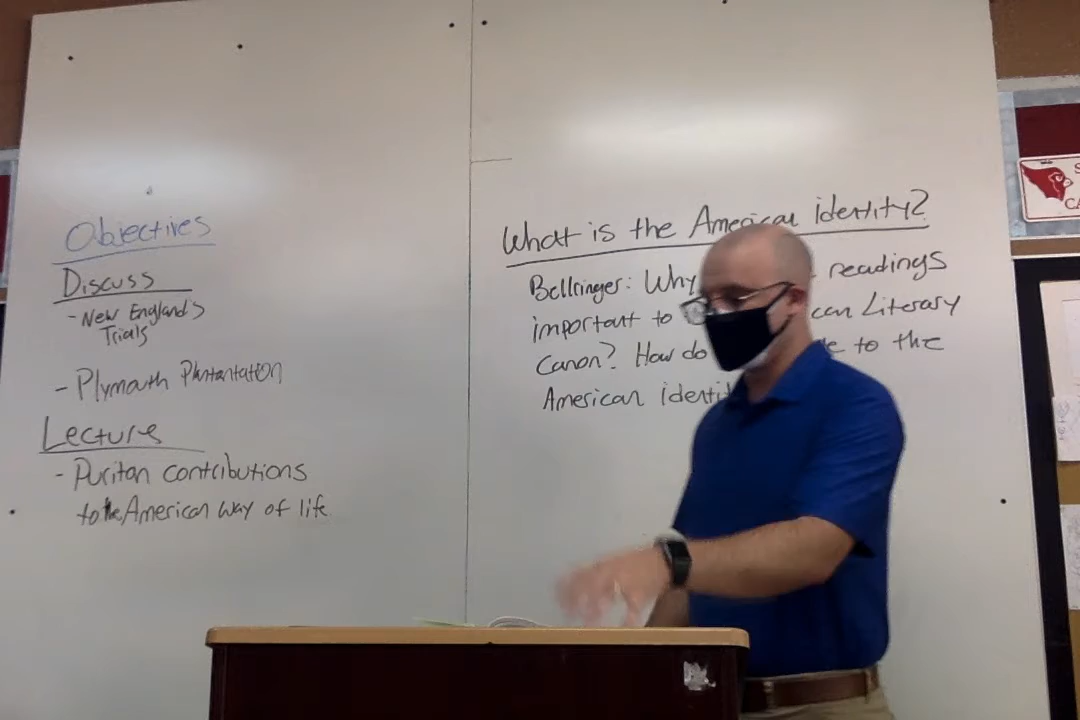 Objectives
Discuss
- New England's
Trials
- Plymouth Plantantation
Lecture
- Puritan contributions
to the American way of life
What is the American identity?
Bellringer: Why readings
important to can Literary
Canon? How do to the
American identi